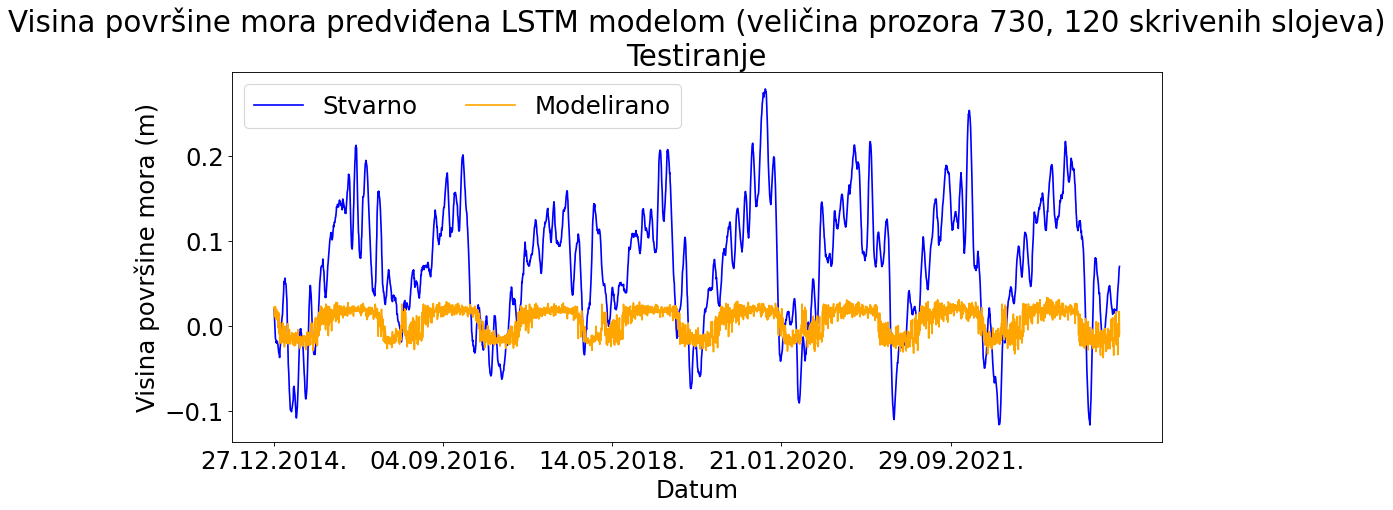 Visina površine mora predviđena LSTM modelom (veličina prozora 730, 120 skrivenih slojeva)
Testiranje
Stvarno
Modelirano
Visina površine mora (m)
0.2
0.1
0.0
−0.1
27.12.2014.
04.09.2016.
14.05.2018.
21.01.2020.
29.09.2021.
Datum